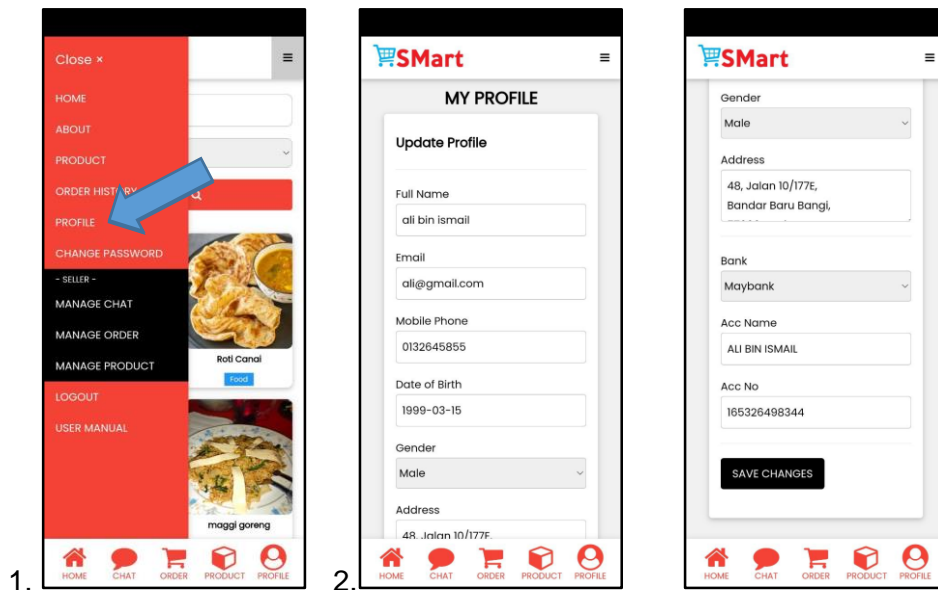 Close ×
≡
HOME
ABOUT
PRODUCT
ORDER HISTORY
PROFILE
CHANGE PASSWORD
- SELLER -
MANAGE CHAT
MANAGE ORDER
MANAGE PRODUCT
LOGOUT
USER MANUAL
Roti Canai
Food
maggi goreng
HOME CHAT ORDER PRODUCT PROFILE
1.
SMart ≡
MY PROFILE
Update Profile
Full Name
ali bin ismail
Email
ali@gmail.com
Mobile Phone
0132645855
Date of Birth
1999-03-15
Gender
Male
Address
48, Jalan 10/177E,
HOME CHAT ORDER PRODUCT PROFILE
2.
SMart ≡
Gender
Male
Address
48, Jalan 10/177E,
Bandar Baru Bangi,
Bank
Maybank
Acc Name
ALI BIN ISMAIL
Acc No
165326498344
SAVE CHANGES
HOME CHAT ORDER PRODUCT PROFILE